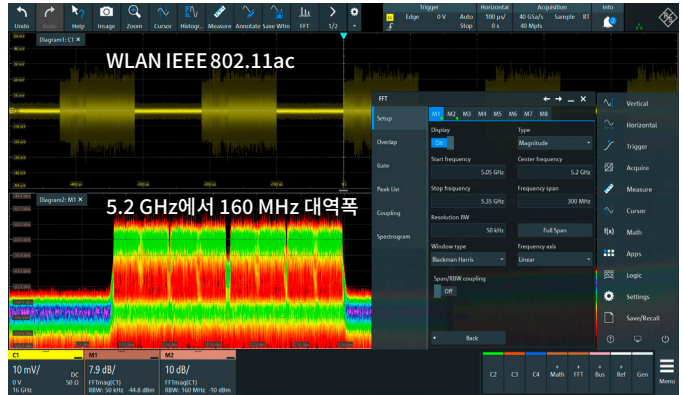 Undo Redo Help Image Zoom Cursor Histogr.. Measure Annotate Save Wfm FFT 1/2
Trigger Horizontal Acquisition Info
Edge 0 V Auto 100 µs/ 40 GSa/s Sample RT
Stop 0 s 40 Mpts
Diagram1: C1 ×
WLAN IEEE 802.11ac
Diagram2: M1 ×
5.2 GHz에서 160 MHz 대역폭
FFT
Setup
Overlap
Gate
Peak List
Coupling
Spectrogram
M1 M2 M3 M4 M5 M6 M7 M8
Display Type
On Magnitude
Start frequency Center frequency
5.05 GHz 5.2 GHz
Stop frequency Frequency span
5.35 GHz 300 MHz
Resolution BW
50 kHz Full Span
Window type Frequency axis
Blackman Harris Linear
Span/RBW coupling
Off
Back
Vertical
Horizontal
Trigger
Acquire
Measure
Cursor
f(x) Math
Apps
Logic
Settings
Save/Recall
C1 M1 M2
10 mV/ DC 7.9 dB/ 10 dB/
0 V 50 Ω FFTmag(C1) FFTmag(C1)
16 GHz RBW: 50 kHz -44.8 dBm RBW: 160 MHz -10 dBm
C2 C3 C4 + Math + FFT + Bus + Ref + Gen Menu